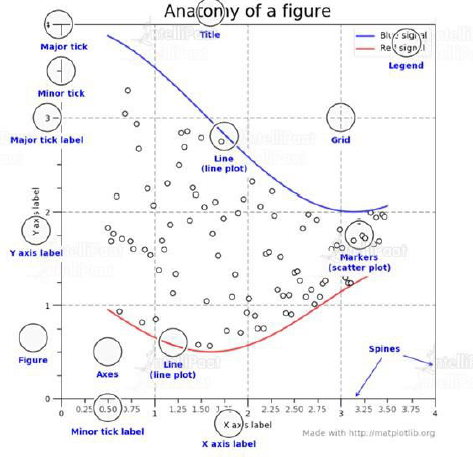 Anatomy of a figure
4
Major tick
Title
Blue signal
Red signal
Legend
Minor tick
3
Major tick label
Grid
Line
(line plot)
2
Y axis label
Y axis label
Markers
(scatter plot)
1
Figure
Axes
Line
(line plot)
Spines
0
0 0.25 0.50 0.75 1 1.25 1.50 1.75 2 2.25 2.50 3 3.25 3.50 3.75 4
Minor tick label
X axis label
X axis label
Made with http://matplotlib.org